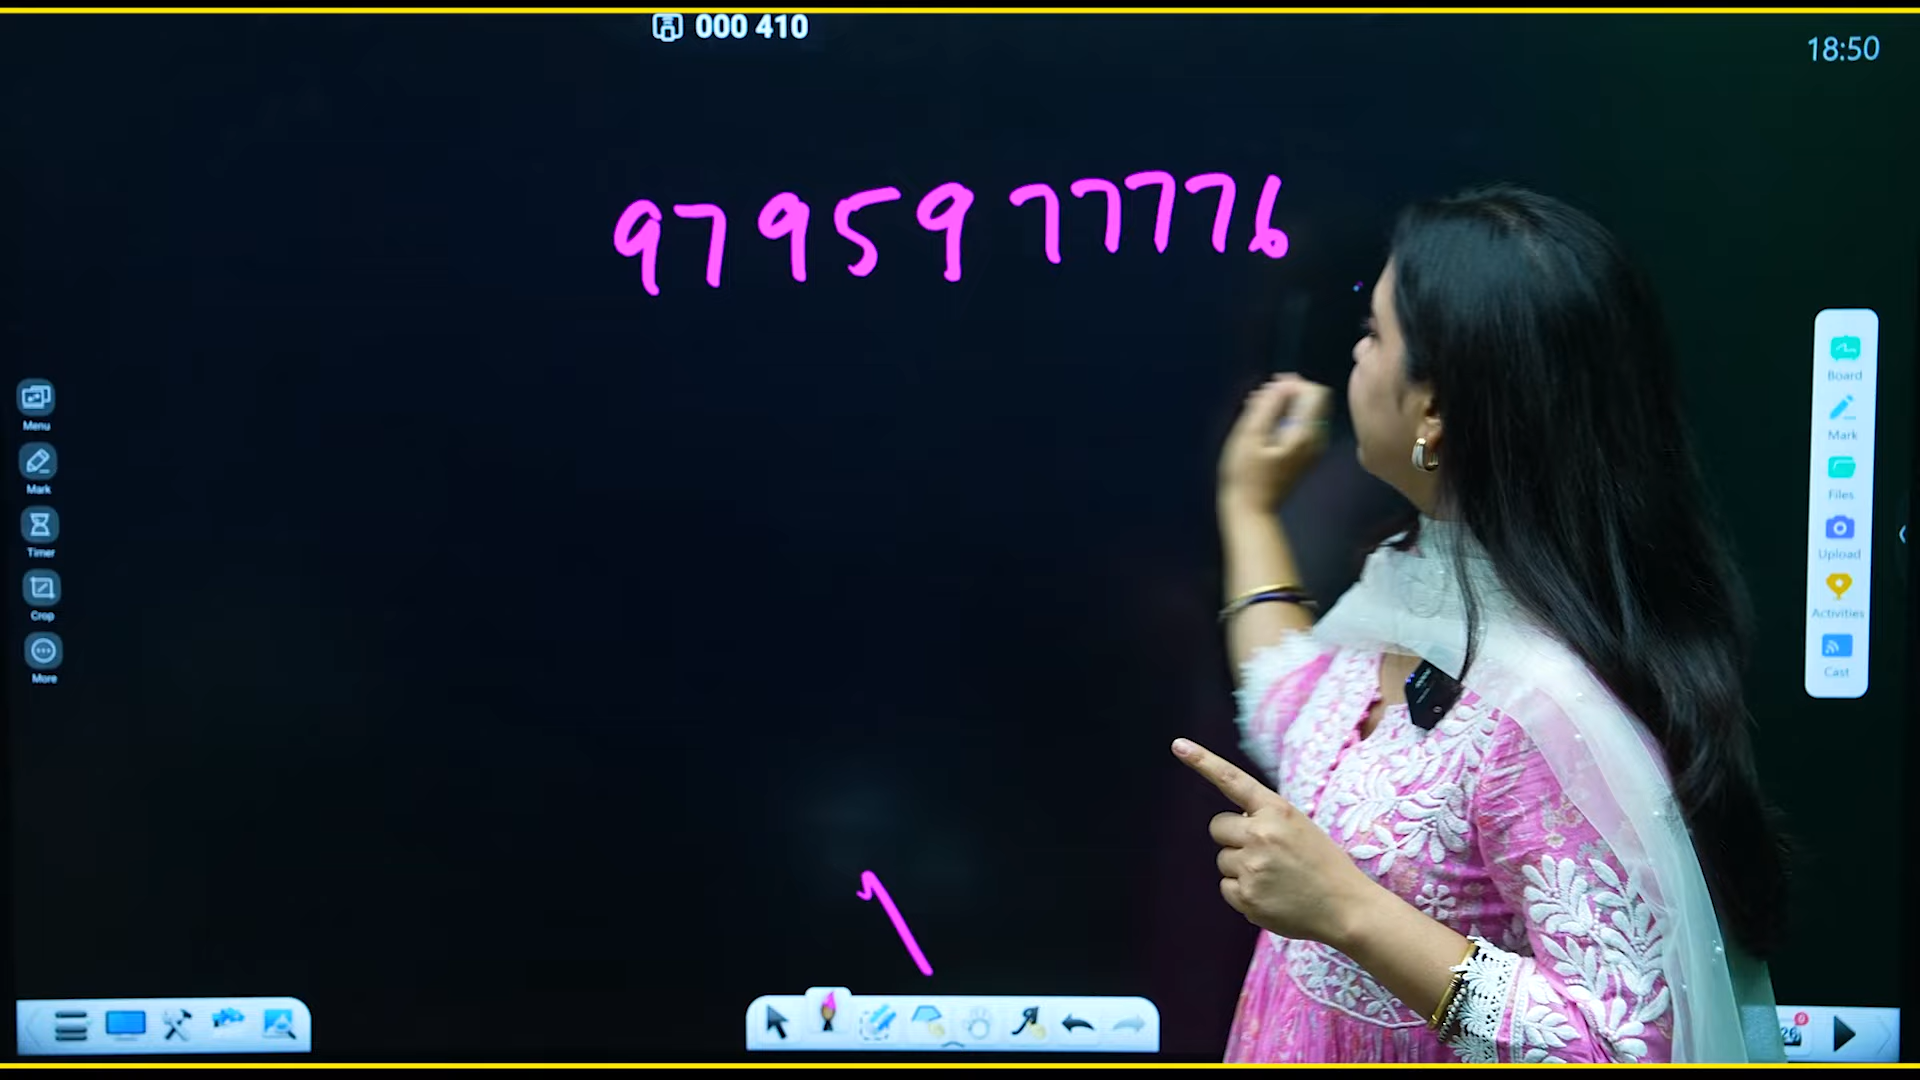 000 410
18:50
9795977776
Menu
Mark
Timer
Crop
More
Board
Mark
Files
Upload
Activities
Cast